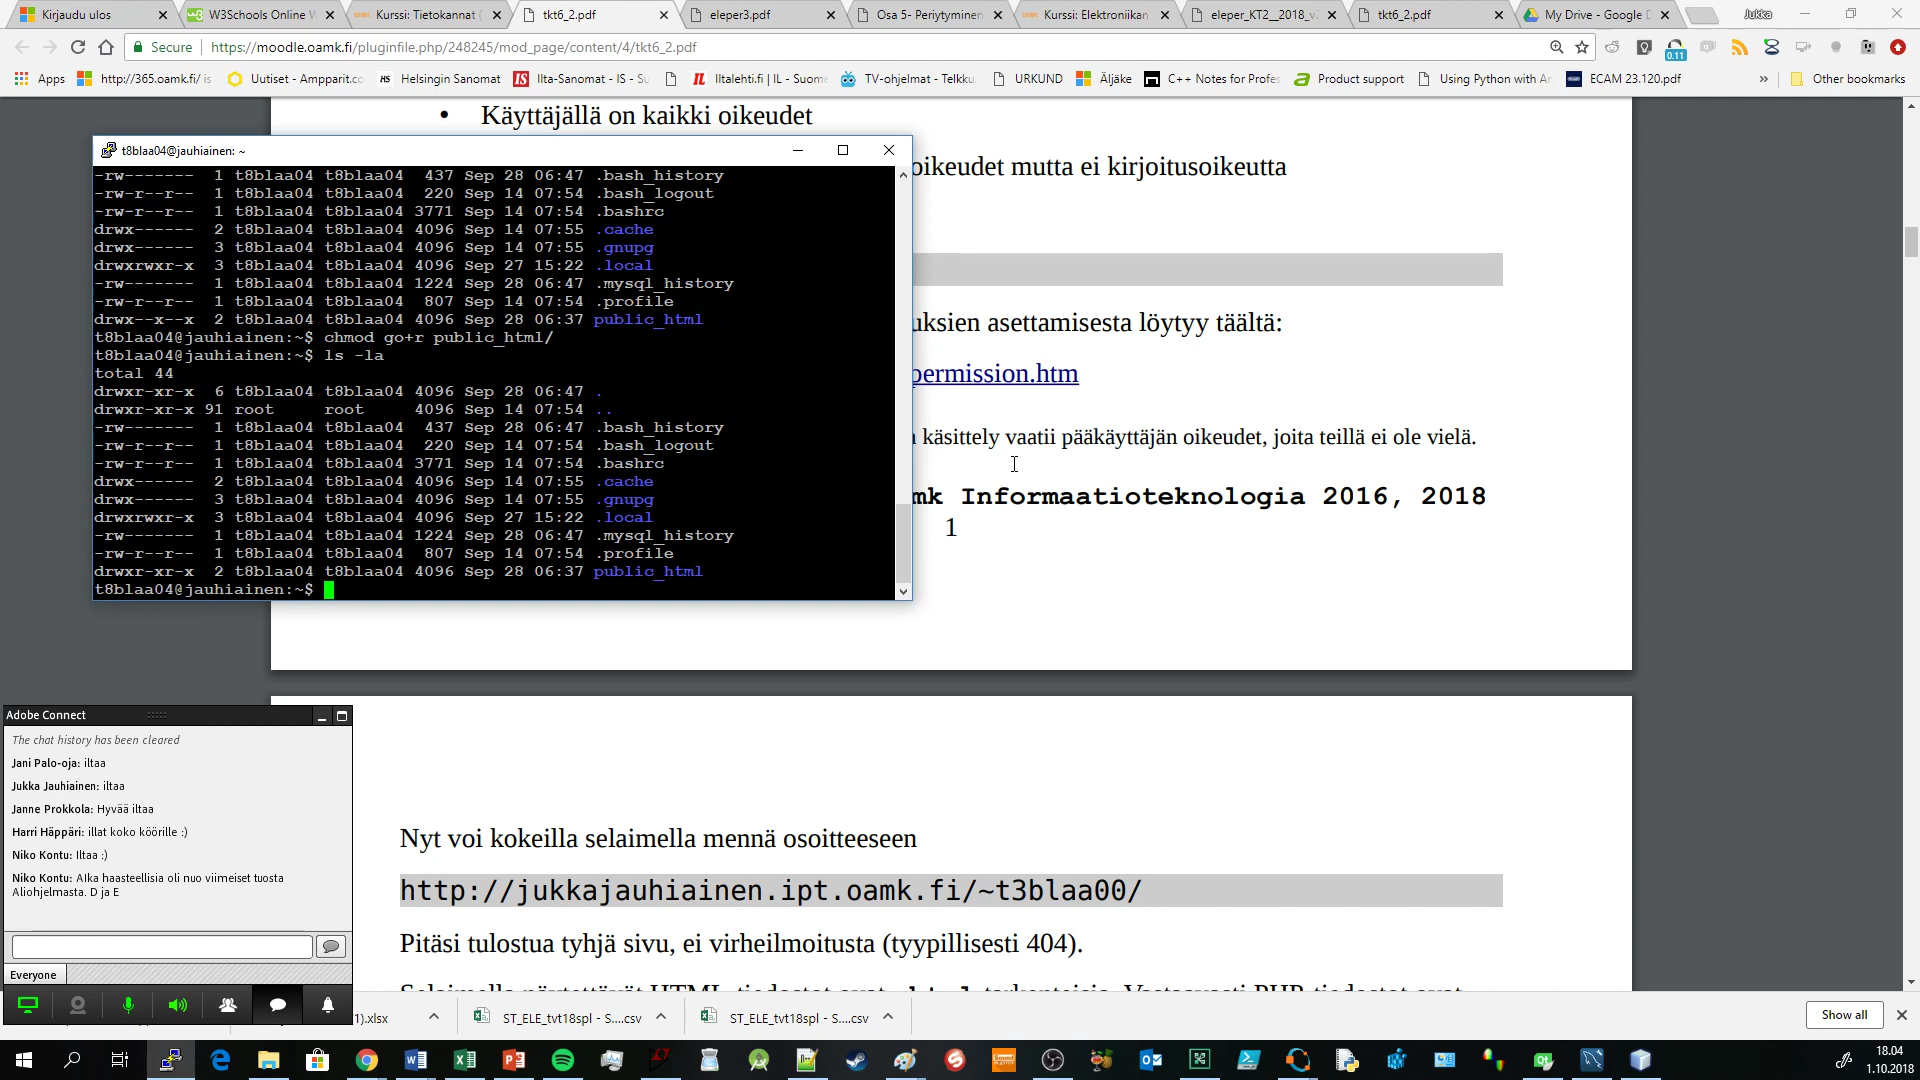 Kirjaudu ulos
W3Schools Online W
Kurssi: Tietokannat (
tkt6_2.pdf
eleper3.pdf
Osa 5- Periytyminen
Kurssi: Elektroniikan
eleper_KT2__2018_v
tkt6_2.pdf
My Drive - Google D
Jukka
Secure
https://moodle.oamk.fi/pluginfile.php/248245/mod_page/content/4/tkt6_2.pdf
0.11
Apps
http://365.oamk.fi/ is
Uutiset - Ampparit.co
HS Helsingin Sanomat
IS Ilta-Sanomat - IS - Su
IL Iltalehti.fi | IL - Suome
TV-ohjelmat - Telkku.
URKUND
Äljäke
C++ Notes for Profes
Product support
Using Python with Ar
ECAM 23.120.pdf
»
Other bookmarks
• Käyttäjällä on kaikki oikeudet
oikeudet mutta ei kirjoitusoikeutta
uksien asettamisesta löytyy täältä:
permission.htm
käsittely vaatii pääkäyttäjän oikeudet, joita teillä ei ole vielä.
mk Informaatioteknologia 2016, 2018
1
t8blaa04@jauhiainen: ~
-rw------- 1 t8blaa04 t8blaa04 437 Sep 28 06:47 .bash_history
-rw-r--r-- 1 t8blaa04 t8blaa04 220 Sep 14 07:54 .bash_logout
-rw-r--r-- 1 t8blaa04 t8blaa04 3771 Sep 14 07:54 .bashrc
drwx------ 2 t8blaa04 t8blaa04 4096 Sep 14 07:55 .cache
drwx------ 3 t8blaa04 t8blaa04 4096 Sep 14 07:55 .gnupg
drwxrwxr-x 3 t8blaa04 t8blaa04 4096 Sep 27 15:22 .local
-rw------- 1 t8blaa04 t8blaa04 1224 Sep 28 06:47 .mysql_history
-rw-r--r-- 1 t8blaa04 t8blaa04 807 Sep 14 07:54 .profile
drwx--x--x 2 t8blaa04 t8blaa04 4096 Sep 28 06:37 public_html
t8blaa04@jauhiainen:~$ chmod go+r public_html/
t8blaa04@jauhiainen:~$ ls -la
total 44
drwxr-xr-x 6 t8blaa04 t8blaa04 4096 Sep 28 06:47 .
drwxr-xr-x 91 root root 4096 Sep 14 07:54 ..
-rw------- 1 t8blaa04 t8blaa04 437 Sep 28 06:47 .bash_history
-rw-r--r-- 1 t8blaa04 t8blaa04 220 Sep 14 07:54 .bash_logout
-rw-r--r-- 1 t8blaa04 t8blaa04 3771 Sep 14 07:54 .bashrc
drwx------ 2 t8blaa04 t8blaa04 4096 Sep 14 07:55 .cache
drwx------ 3 t8blaa04 t8blaa04 4096 Sep 14 07:55 .gnupg
drwxrwxr-x 3 t8blaa04 t8blaa04 4096 Sep 27 15:22 .local
-rw------- 1 t8blaa04 t8blaa04 1224 Sep 28 06:47 .mysql_history
-rw-r--r-- 1 t8blaa04 t8blaa04 807 Sep 14 07:54 .profile
drwxr-xr-x 2 t8blaa04 t8blaa04 4096 Sep 28 06:37 public_html
t8blaa04@jauhiainen:~$
Adobe Connect
The chat history has been cleared
Jani Palo-oja: iltaa
Jukka Jauhiainen: iltaa
Janne Prokkola: Hyvää iltaa
Harri Häppäri: illat koko köörille :)
Niko Kontu: Iltaa :)
Niko Kontu: AIka haasteellisia oli nuo viimeiset tuosta
Aliohjelmasta. D ja E
Everyone
Nyt voi kokeilla selaimella mennä osoitteeseen
http://jukkajauhiainen.ipt.oamk.fi/~t3blaa00/
Pitäsi tulostua tyhjä sivu, ei virheilmoitusta (tyypillisesti 404).
1).xlsx
ST_ELE_tvt18spl - S....csv
ST_ELE_tvt18spl - S....csv
Show all
18.04
1.10.2018